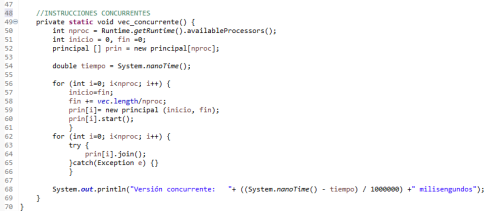 47
48 //INSTRUCCIONES CONCURRENTES
49 private static void vec_concurrente() {
50 int nproc = Runtime.getRuntime().availableProcessors();
51 int inicio = 0, fin =0;
52 principal [] prin = new principal[nproc];
53
54 double tiempo = System.nanoTime();
55
56 for (int i=0; i<nproc; i++) {
57 inicio=fin;
58 fin += vec.length/nproc;
59 prin[i]= new principal (inicio, fin);
60 prin[i].start();
61 }
62 for (int i=0; i<nproc; i++) {
63 try {
64 prin[i].join();
65 }catch(Exception e) {}
66 }
67
68 System.out.println("Versión concurrente: "+ ((System.nanoTime() - tiempo) / 1000000) +" milisengundos");
69 }
70 }